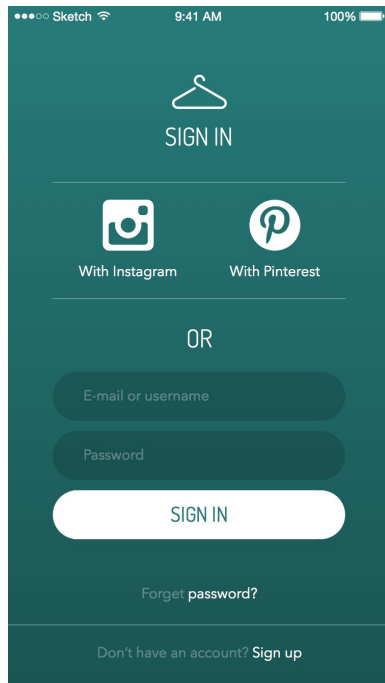 Sketch 9:41 AM 100%
SIGN IN
With Instagram With Pinterest
OR
E-mail or username
Password
SIGN IN
Forget password?
Don't have an account? Sign up